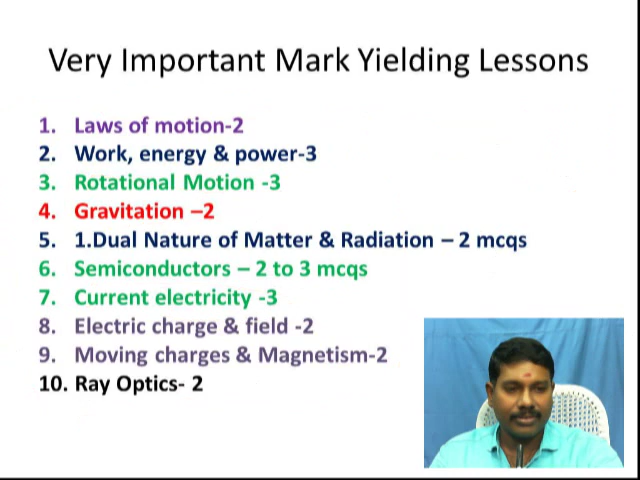 Very Important Mark Yielding Lessons
1. Laws of motion-2
2. Work, energy & power-3
3. Rotational Motion -3
4. Gravitation –2
5. 1.Dual Nature of Matter & Radiation – 2 mcqs
6. Semiconductors – 2 to 3 mcqs
7. Current electricity -3
8. Electric charge & field -2
9. Moving charges & Magnetism-2
10. Ray Optics- 2